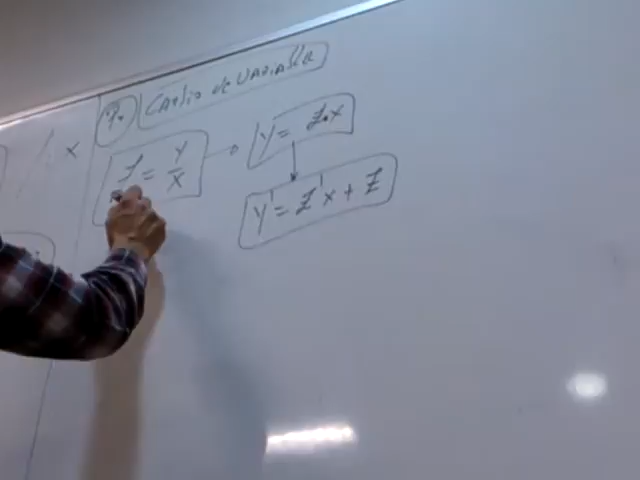 Cambio de variable
z = y/x → y = z.x
y' = z'x + z
x